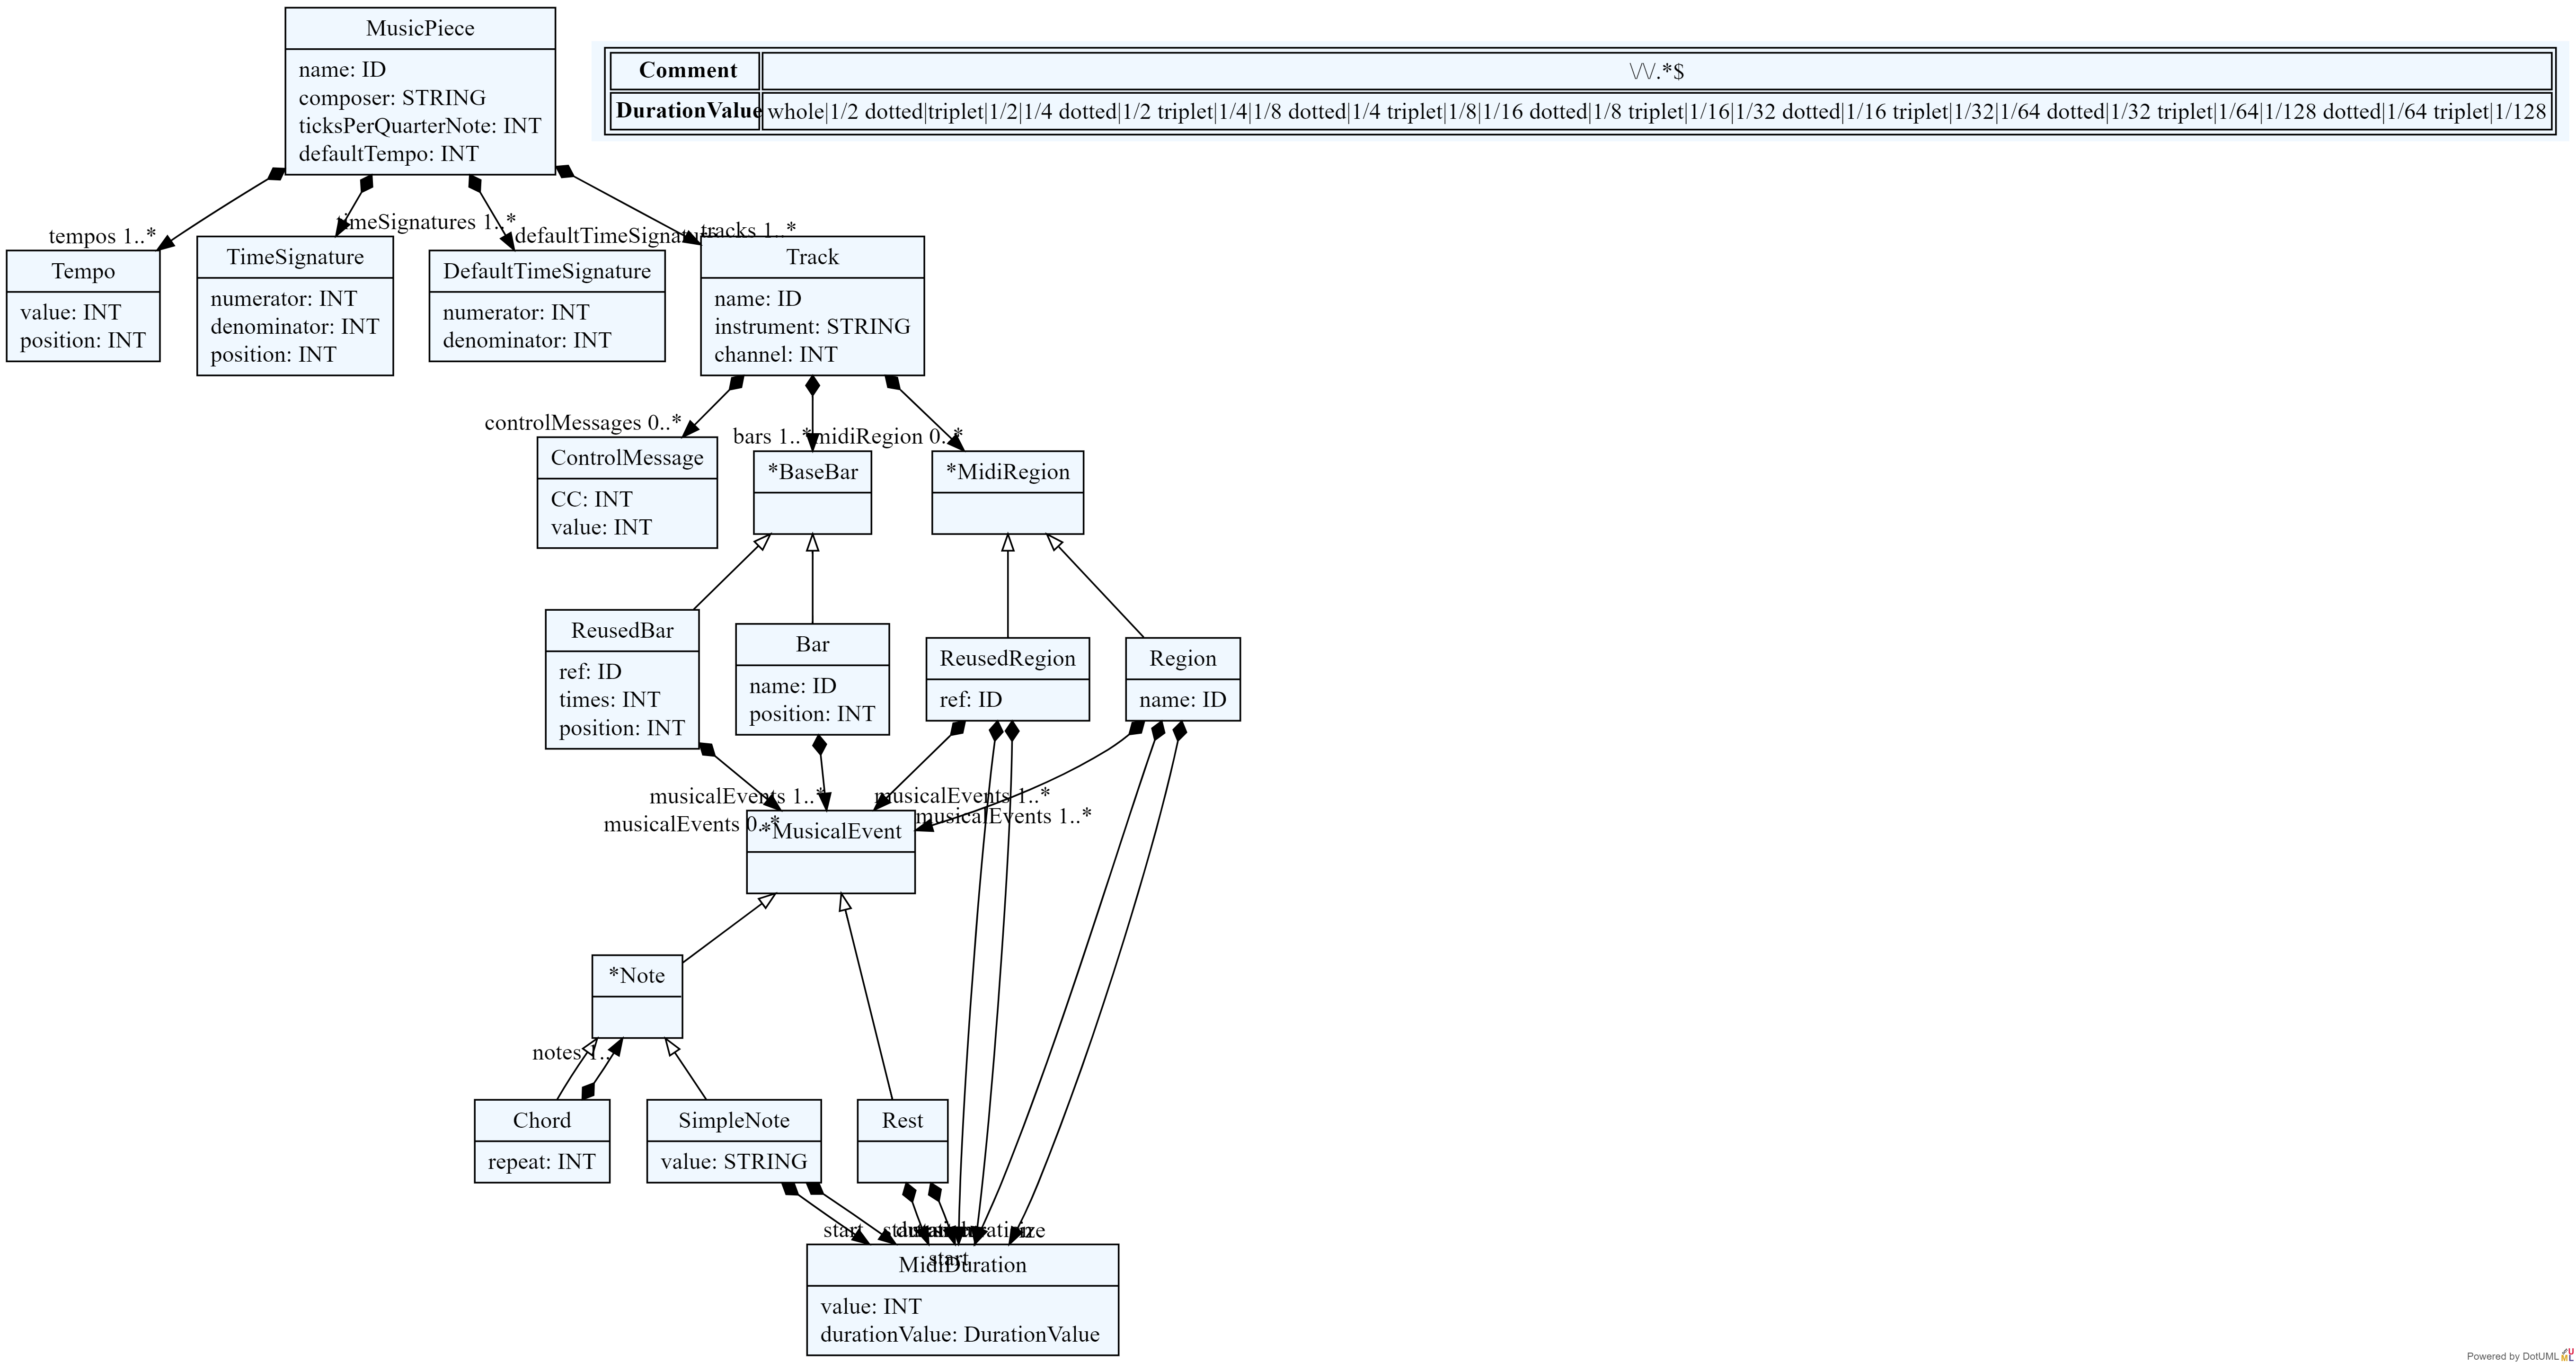 MusicPiece
name: ID
composer: STRING
ticksPerQuarterNote: INT
defaultTempo: INT
Comment
\/\/.*$
DurationValue
whole|1/2 dotted|triplet|1/2|1/4 dotted|1/2 triplet|1/4|1/8 dotted|1/4 triplet|1/8|1/16 dotted|1/8 triplet|1/16|1/32 dotted|1/16 triplet|1/32|1/64 dotted|1/32 triplet|1/64|1/128 dotted|1/64 triplet|1/128
tempos 1..*
timeSignatures 1..*
defaultTimeSignature
tracks 1..*
Tempo
value: INT
position: INT
TimeSignature
numerator: INT
denominator: INT
position: INT
DefaultTimeSignature
numerator: INT
denominator: INT
Track
name: ID
instrument: STRING
channel: INT
controlMessages 0..*
bars 1..*
midiRegion 0..*
ControlMessage
CC: INT
value: INT
*BaseBar
*MidiRegion
ReusedBar
ref: ID
times: INT
position: INT
Bar
name: ID
position: INT
ReusedRegion
ref: ID
Region
name: ID
musicalEvents 1..*
musicalEvents 0..*
musicalEvents 1..*
musicalEvents 1..*
*MusicalEvent
*Note
notes 1..
Chord
repeat: INT
SimpleNote
value: STRING
Rest
start
start
MidiDuration
value: INT
durationValue: DurationValue
Powered by DotUML